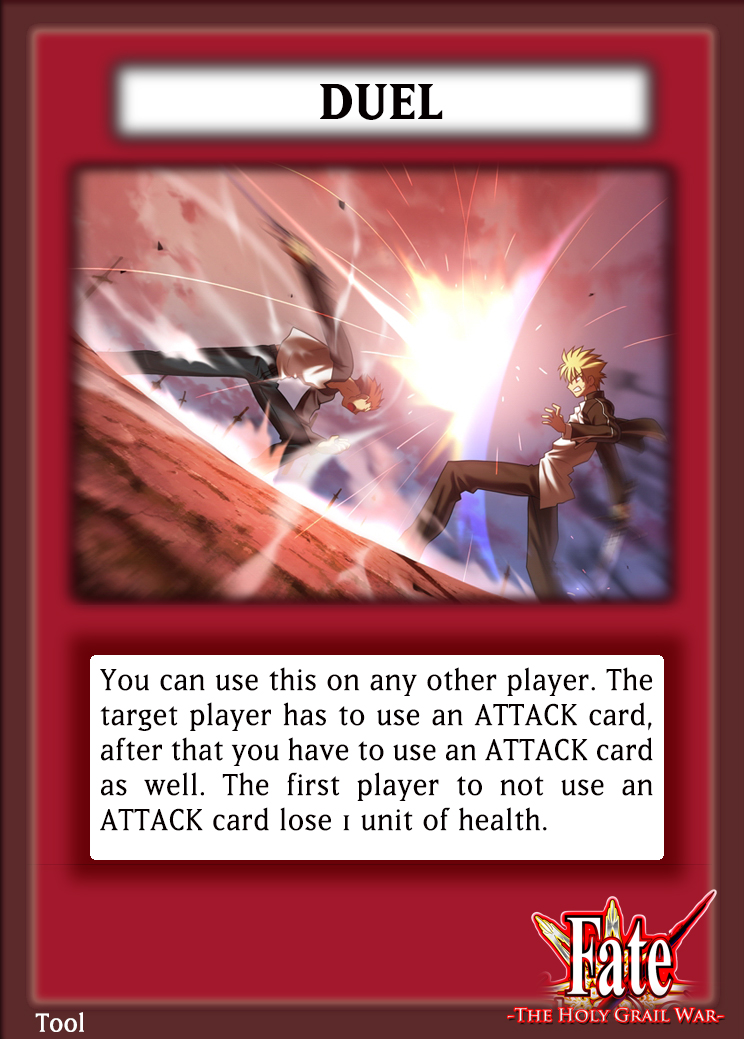 DUEL
You can use this on any other player. The
target player has to use an ATTACK card,
after that you have to use an ATTACK card
as well. The first player to not use an
ATTACK card lose 1 unit of health.
Fate
-THE HOLY GRAIL WAR-
Tool